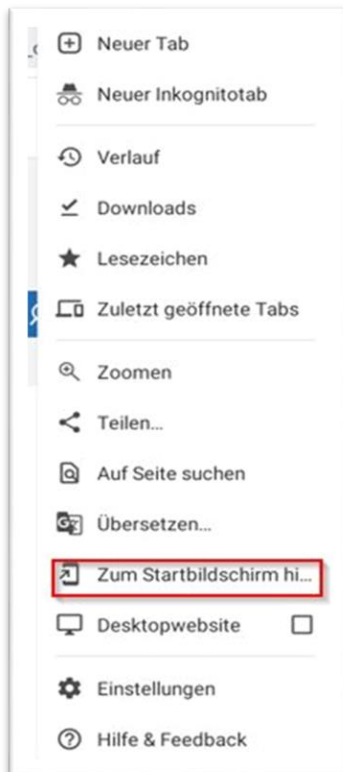 Neuer Tab
Neuer Inkognitotab
Verlauf
Downloads
Lesezeichen
Zuletzt geöffnete Tabs
Zoomen
Teilen...
Auf Seite suchen
Übersetzen...
Zum Startbildschirm hi...
Desktopwebsite
Einstellungen
Hilfe & Feedback